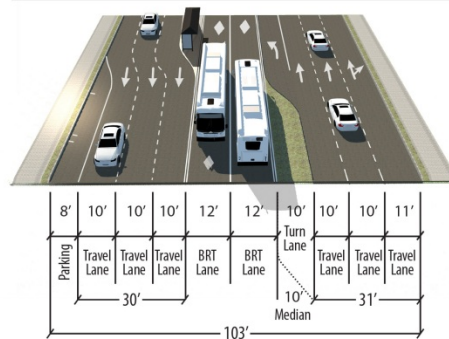 8' 10' 10' 10' 12' 12' 10' 10' 10' 11'
Parking
Travel
Lane
Travel
Lane
Travel
Lane
BRT
Lane
BRT
Lane
Turn
Lane
Travel
Lane
Travel
Lane
Travel
Lane
30'
10'
Median
31'
103'